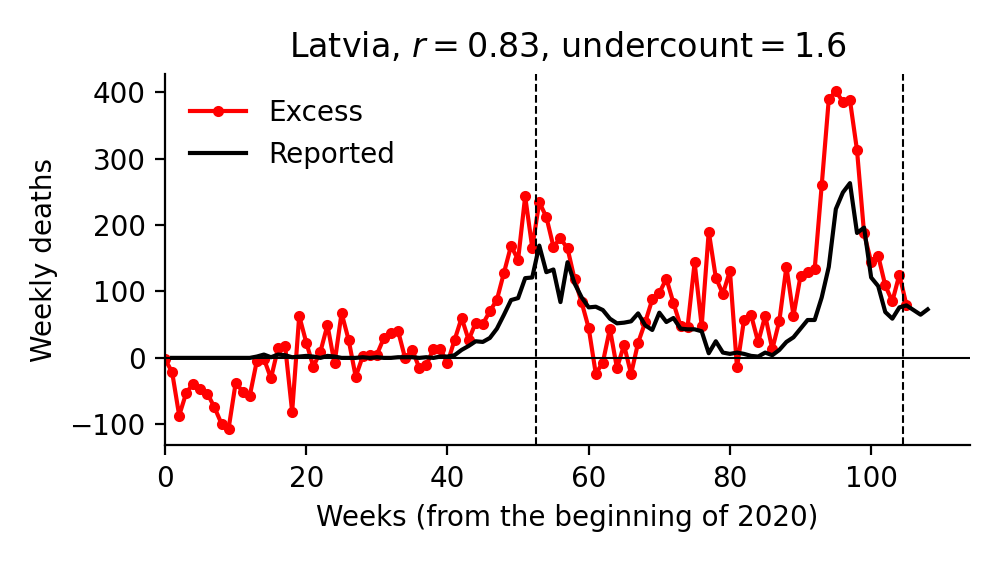 Latvia, r = 0.83, undercount = 1.6
Excess
Reported
Weekly deaths
400
300
200
100
0
−100
0 20 40 60 80 100
Weeks (from the beginning of 2020)